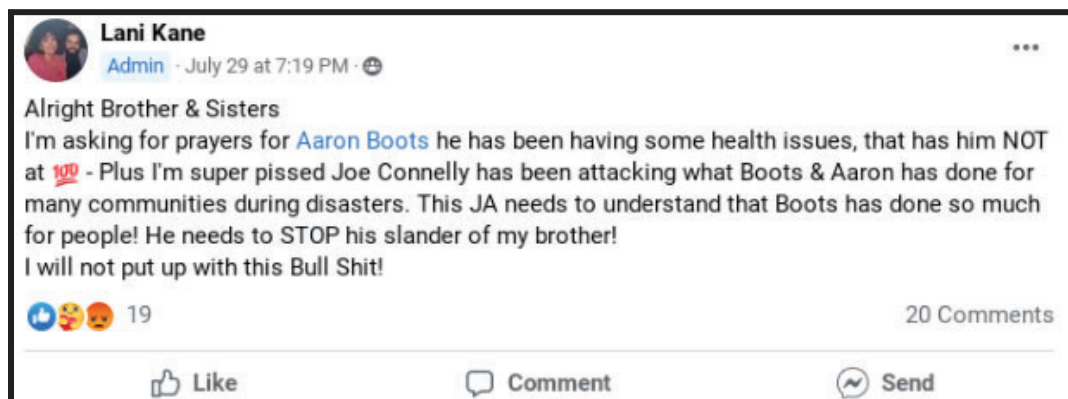 Lani Kane
Admin · July 29 at 7:19 PM ·
Alright Brother & Sisters
I'm asking for prayers for Aaron Boots he has been having some health issues, that has him NOT
at 💯 - Plus I'm super pissed Joe Connelly has been attacking what Boots & Aaron has done for
many communities during disasters. This JA needs to understand that Boots has done so much
for people! He needs to STOP his slander of my brother!
I will not put up with this Bull Shit!
19
20 Comments
Like
Comment
Send